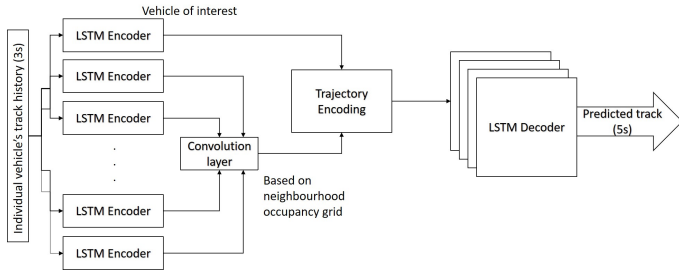 Individual vehicle's track history (3s)
Vehicle of interest
LSTM Encoder
LSTM Encoder
LSTM Encoder
.
.
.
LSTM Encoder
LSTM Encoder
Convolution
layer
Based on
neighbourhood
occupancy grid
Trajectory
Encoding
LSTM Decoder
Predicted track
(5s)